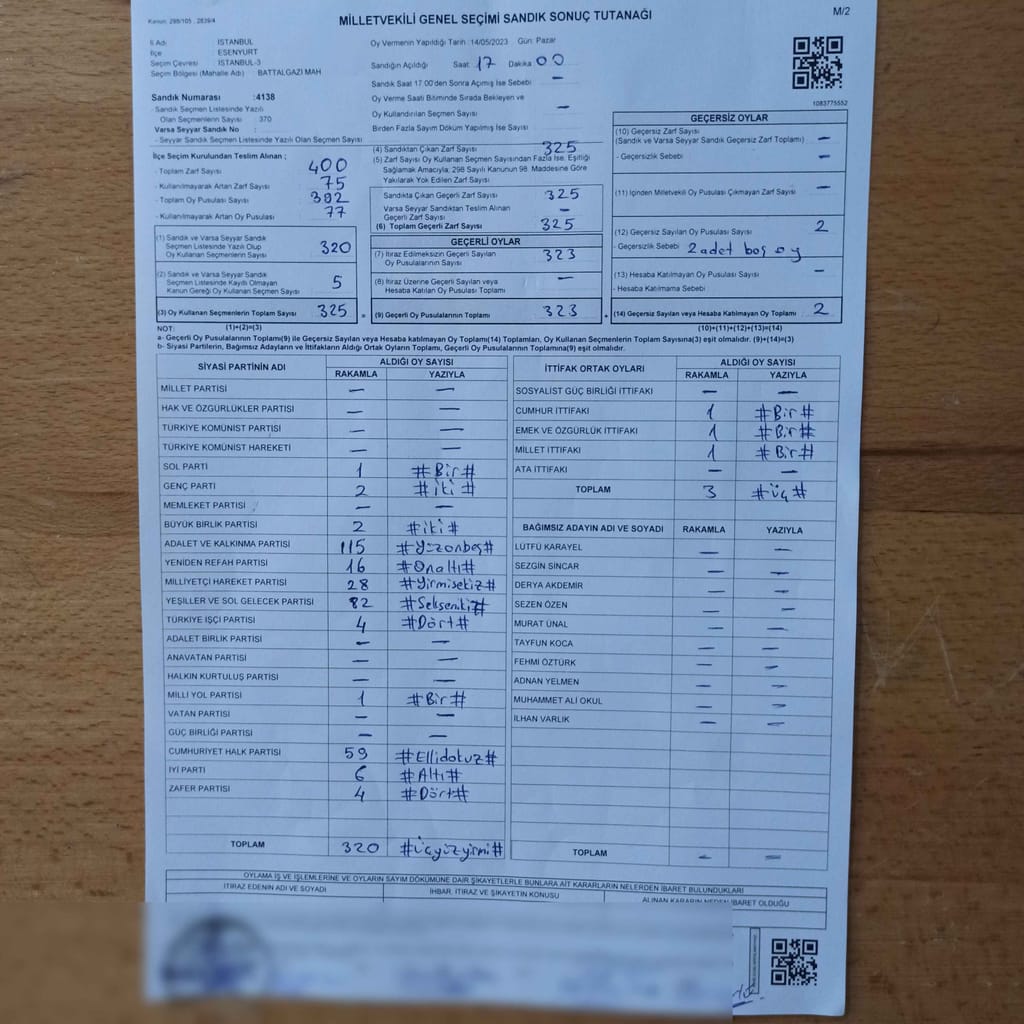 Kanun: 298/105 , 2839/4
MİLLETVEKİLİ GENEL SEÇİMİ SANDIK SONUÇ TUTANAĞI
M/2
İl Adı İSTANBUL
İlçe ESENYURT
Seçim Çevresi İSTANBUL-3
Seçim Bölgesi (Mahalle Adı) BATTALGAZİ MAH
Sandık Numarası :4138
- Sandık Seçmen Listesinde Yazılı
Olan Seçmenlerin Sayısı 370
Varsa Seyyar Sandık No :
- Seyyar Sandık Seçmen Listesinde Yazılı Olan Seçmen Sayısı
Oy Vermenin Yapıldığı Tarih :14/05/2023 Gün: Pazar
Sandığın Açıldığı Saat 17 Dakika 00
Sandık Saat 17:00'den Sonra Açımış İse Sebebi —
Oy Verme Saati Bitiminde Sırada Bekleyen ve
Oy Kullandırılan Seçmen Sayısı —
Birden Fazla Sayım Döküm Yapılmış İse Sayısı
1083775552
İlçe Seçim Kurulundan Teslim Alınan ;
- Toplam Zarf Sayısı 400
- Kullanılmayarak Artan Zarf Sayısı 75
- Toplam Oy Pusulası Sayısı 392
- Kullanılmayarak Artan Oy Pusulası 77
(4) Sandıktan Çıkan Zarf Sayısı 325
(5) Zarf Sayısı Oy Kullanan Seçmen Sayısından Fazla İse, Eşitliği
Sağlamak Amacıyla; 298 Sayılı Kanunun 98. Maddesine Göre
Yakılarak Yok Edilen Zarf Sayısı
Sandıkta Çıkan Geçerli Zarf Sayısı 325
Varsa Seyyar Sandıktan Teslim Alınan
Geçerli Zarf Sayısı —
(6) Toplam Geçerli Zarf Sayısı 325
(1) Sandık ve Varsa Seyyar Sandık
Seçmen Listesinde Yazılı Olup
Oy Kullanan Seçmenlerin Sayısı 320
(2) Sandık ve Varsa Seyyar Sandık
Seçmen Listesinde Kayıtlı Olmayan
Kanun Gereği Oy Kullanan Seçmen Sayısı 5
(3) Oy Kullanan Seçmenlerin Toplam Sayısı 325 =
GEÇERLİ OYLAR
(7) İtiraz Edilmeksizin Geçerli Sayılan
Oy Pusulalarının Sayısı 323
(8) İtiraz Üzerine Geçerli Sayılan veya
Hesaba Katılan Oy Pusulası Toplamı —
(9) Geçerli Oy Pusulalarının Toplamı 323 +
GEÇERSİZ OYLAR
(10) Geçersiz Zarf Sayısı
(Sandık ve Varsa Seyyar Sandık Geçersiz Zarf Toplamı) —
- Geçersizlik Sebebi —
(11) İçinden Milletvekili Oy Pusulası Çıkmayan Zarf Sayısı —
(12) Geçersiz Sayılan Oy Pusulası Sayısı 2
- Geçersizlik Sebebi 2 adet boş oy
(13) Hesaba Katılmayan Oy Pusulası Sayısı —
- Hesaba Katılmama Sebebi
(14) Geçersiz Sayılan veya Hesaba Katılmayan Oy Toplamı 2
NOT: (1)+(2)=(3) (10)+(11)+(12)+(13)=(14)
a- Geçerli Oy Pusulalarının Toplamı(9) ile Geçersiz Sayılan veya Hesaba katılmayan Oy Toplamı(14) Toplamları, Oy Kullanan Seçmenlerin Toplam Sayısına(3) eşit olmalıdır. (9)+(14)=(3)
b- Siyasi Partilerin, Bağımsız Adayların ve İttifakların Aldığı Ortak Oyların Toplamı, Geçerli Oy Pusulalarının Toplamına(9) eşit olmalıdır.
SİYASİ PARTİNİN ADI ALDIĞI OY SAYISI
RAKAMLA YAZIYLA
MİLLET PARTİSİ — —
HAK VE ÖZGÜRLÜKLER PARTİSİ — —
TÜRKİYE KOMÜNİST PARTİSİ — —
TÜRKİYE KOMÜNİST HAREKETİ — —
SOL PARTİ 1 #Bir#
GENÇ PARTİ 2 #iki#
MEMLEKET PARTİSİ — —
BÜYÜK BİRLİK PARTİSİ 2 #iki#
ADALET VE KALKINMA PARTİSİ 115 #Yüzonbeş#
YENİDEN REFAH PARTİSİ 16 #Onaltı#
MİLLİYETÇİ HAREKET PARTİSİ 28 #Yirmisekiz#
YEŞİLLER VE SOL GELECEK PARTİSİ 82 #Sekseniki#
TÜRKİYE İŞÇİ PARTİSİ 4 #Dört#
ADALET BİRLİK PARTİSİ — —
ANAVATAN PARTİSİ — —
HALKIN KURTULUŞ PARTİSİ — —
MİLLİ YOL PARTİSİ 1 #Bir#
VATAN PARTİSİ — —
GÜÇ BİRLİĞİ PARTİSİ — —
CUMHURİYET HALK PARTİSİ 59 #Ellidokuz#
İYİ PARTİ 6 #Altı#
ZAFER PARTİSİ 4 #Dört#
TOPLAM 320 #üçyüzyirmi#
İTTİFAK ORTAK OYLARI ALDIĞI OY SAYISI
RAKAMLA YAZIYLA
SOSYALİST GÜÇ BİRLİĞİ İTTİFAKI — —
CUMHUR İTTİFAKI 1 #Bir#
EMEK VE ÖZGÜRLÜK İTTİFAKI 1 #Bir#
MİLLET İTTİFAKI 1 #Bir#
ATA İTTİFAKI — —
TOPLAM 3 #üç#
BAĞIMSIZ ADAYIN ADI VE SOYADI RAKAMLA YAZIYLA
LÜTFÜ KARAYEL — —
SEZGİN SİNCAR — —
DERYA AKDEMİR — —
SEZEN ÖZEN — —
MURAT ÜNAL — —
TAYFUN KOCA — —
FEHMİ ÖZTÜRK — —
ADNAN YELMEN — —
MUHAMMET ALİ OKUL — —
İLHAN VARLIK — —
TOPLAM — —
OYLAMA İŞ VE İŞLEMLERİNE VE OYLARIN SAYIM DÖKÜMÜNE DAİR ŞİKAYETLERLE BUNLARA AİT KARARLARIN NELERDEN İBARET BULUNDUKLARI
İTİRAZ EDENİN ADI VE SOYADI İHBAR, İTİRAZ VE ŞİKAYETİN KONUSU ALINAN KARARIN NEDEN İBARET OLDUĞU